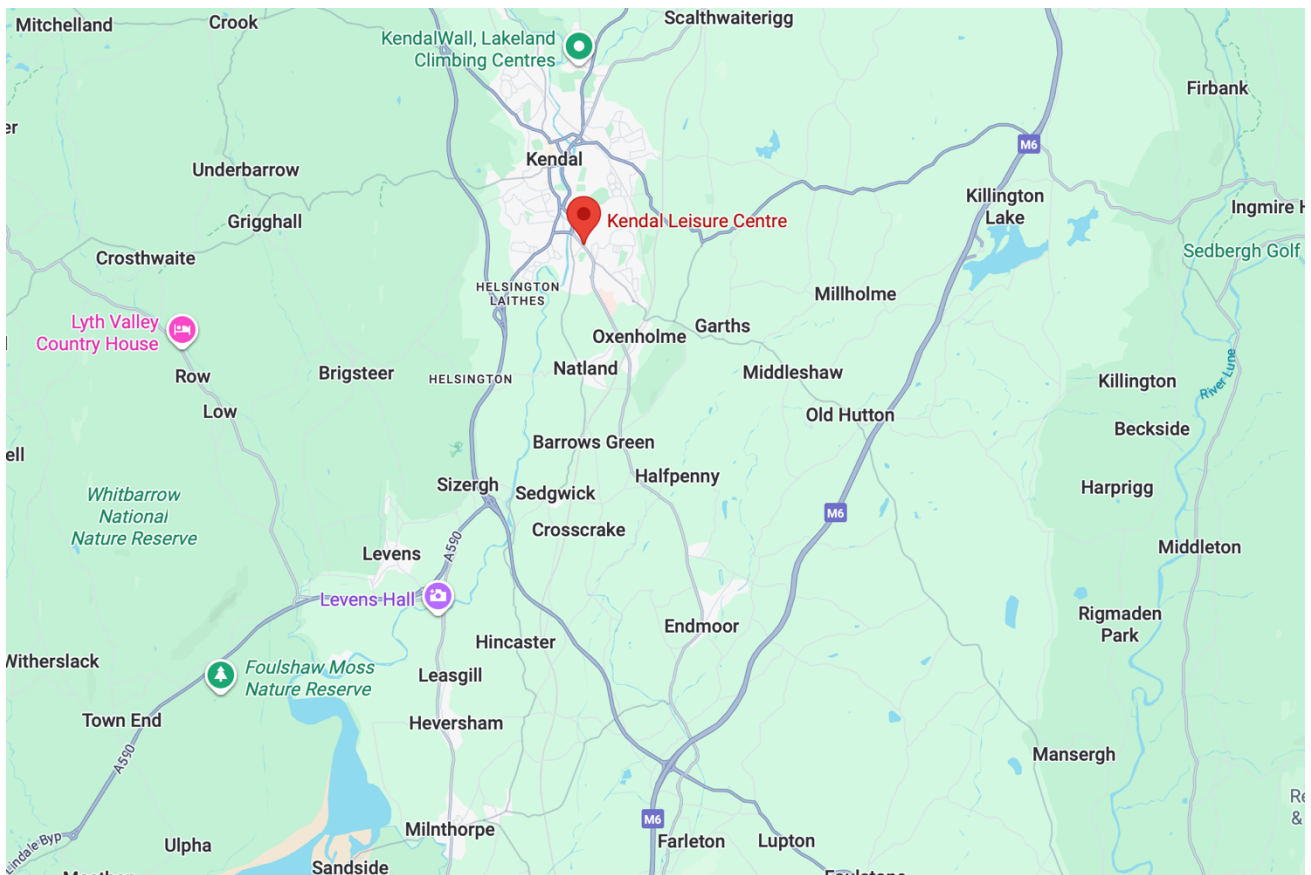 Mitchelland
Crook
Scalthwaiterigg
KendalWall, Lakeland
Climbing Centres
Firbank
er
M6
Kendal
Underbarrow
Killington
Lake
Grigghall
Kendal Leisure Centre
Ingmire H
Crosthwaite
Sedbergh Golf
HELSINGTON
LAITHES
Millholme
Lyth Valley
Country House
Oxenholme
Garths
Natland
Row
Brigsteer
HELSINGTON
Middleshaw
River Lune
Killington
Low
Old Hutton
Beckside
Barrows Green
ell
Halfpenny
Sizergh
Sedgwick
Harprigg
Whitbarrow
National
Nature Reserve
M6
Crosscrake
A590
Levens
Middleton
Levens Hall
Endmoor
Rigmaden
Park
Hincaster
Witherslack
Foulshaw Moss
Nature Reserve
Leasgill
Town End
Heversham
A590
Mansergh
Re
&
M6
Milnthorpe
Lindale Byp
Ulpha
Farleton
Lupton
Sandside